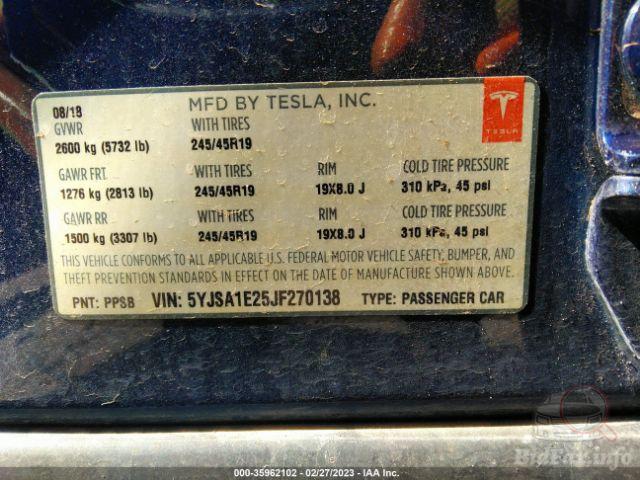 08/18 MFD BY TESLA, INC.
GVWR WITH TIRES
2600 kg (5732 lb) 245/45R19
GAWR FRT WITH TIRES RIM COLD TIRE PRESSURE
1276 kg (2813 lb) 245/45R19 19X8.0 J 310 kPa, 45 psi
GAWR RR WITH TIRES RIM COLD TIRE PRESSURE
1500 kg (3307 lb) 245/45R19 19X8.0 J 310 kPa, 45 psi
THIS VEHICLE CONFORMS TO ALL APPLICABLE U.S. FEDERAL MOTOR VEHICLE SAFETY, BUMPER, AND
THEFT PREVENTION STANDARDS IN EFFECT ON THE DATE OF MANUFACTURE SHOWN ABOVE.
PNT: PPSB VIN: 5YJSA1E25JF270138 TYPE: PASSENGER CAR
TESLA
BidFax.info
000-35962102 - 02/27/2023 - IAA Inc.